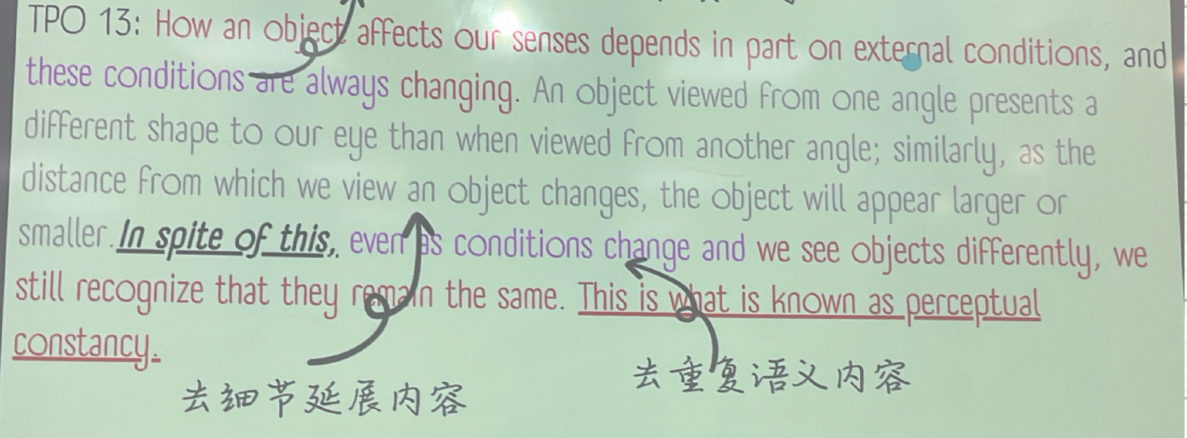 TPO 13: How an object affects our senses depends in part on external conditions, and
these conditions are always changing. An object viewed from one angle presents a
different shape to our eye than when viewed from another angle; similarly, as the
distance from which we view an object changes, the object will appear larger or
smaller. In spite of this, even as conditions change and we see objects differently, we
still recognize that they remain the same. This is what is known as perceptual
constancy.
去细节延展内容
去重复语义内容